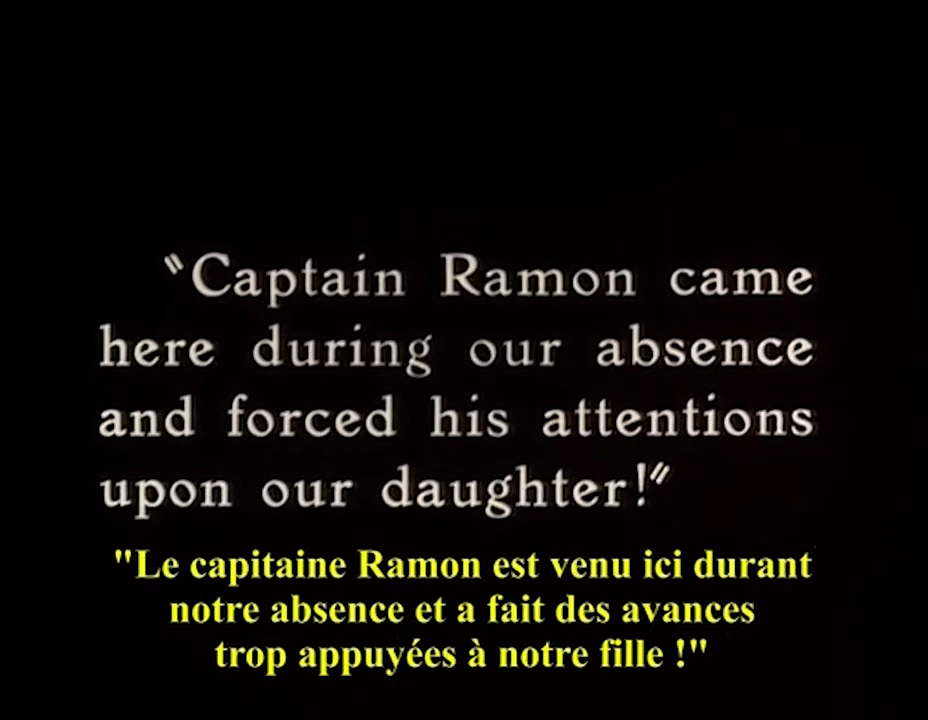 "Captain Ramon came
here during our absence
and forced his attentions
upon our daughter!"
"Le capitaine Ramon est venu ici durant
notre absence et a fait des avances
trop appuyées à notre fille !"